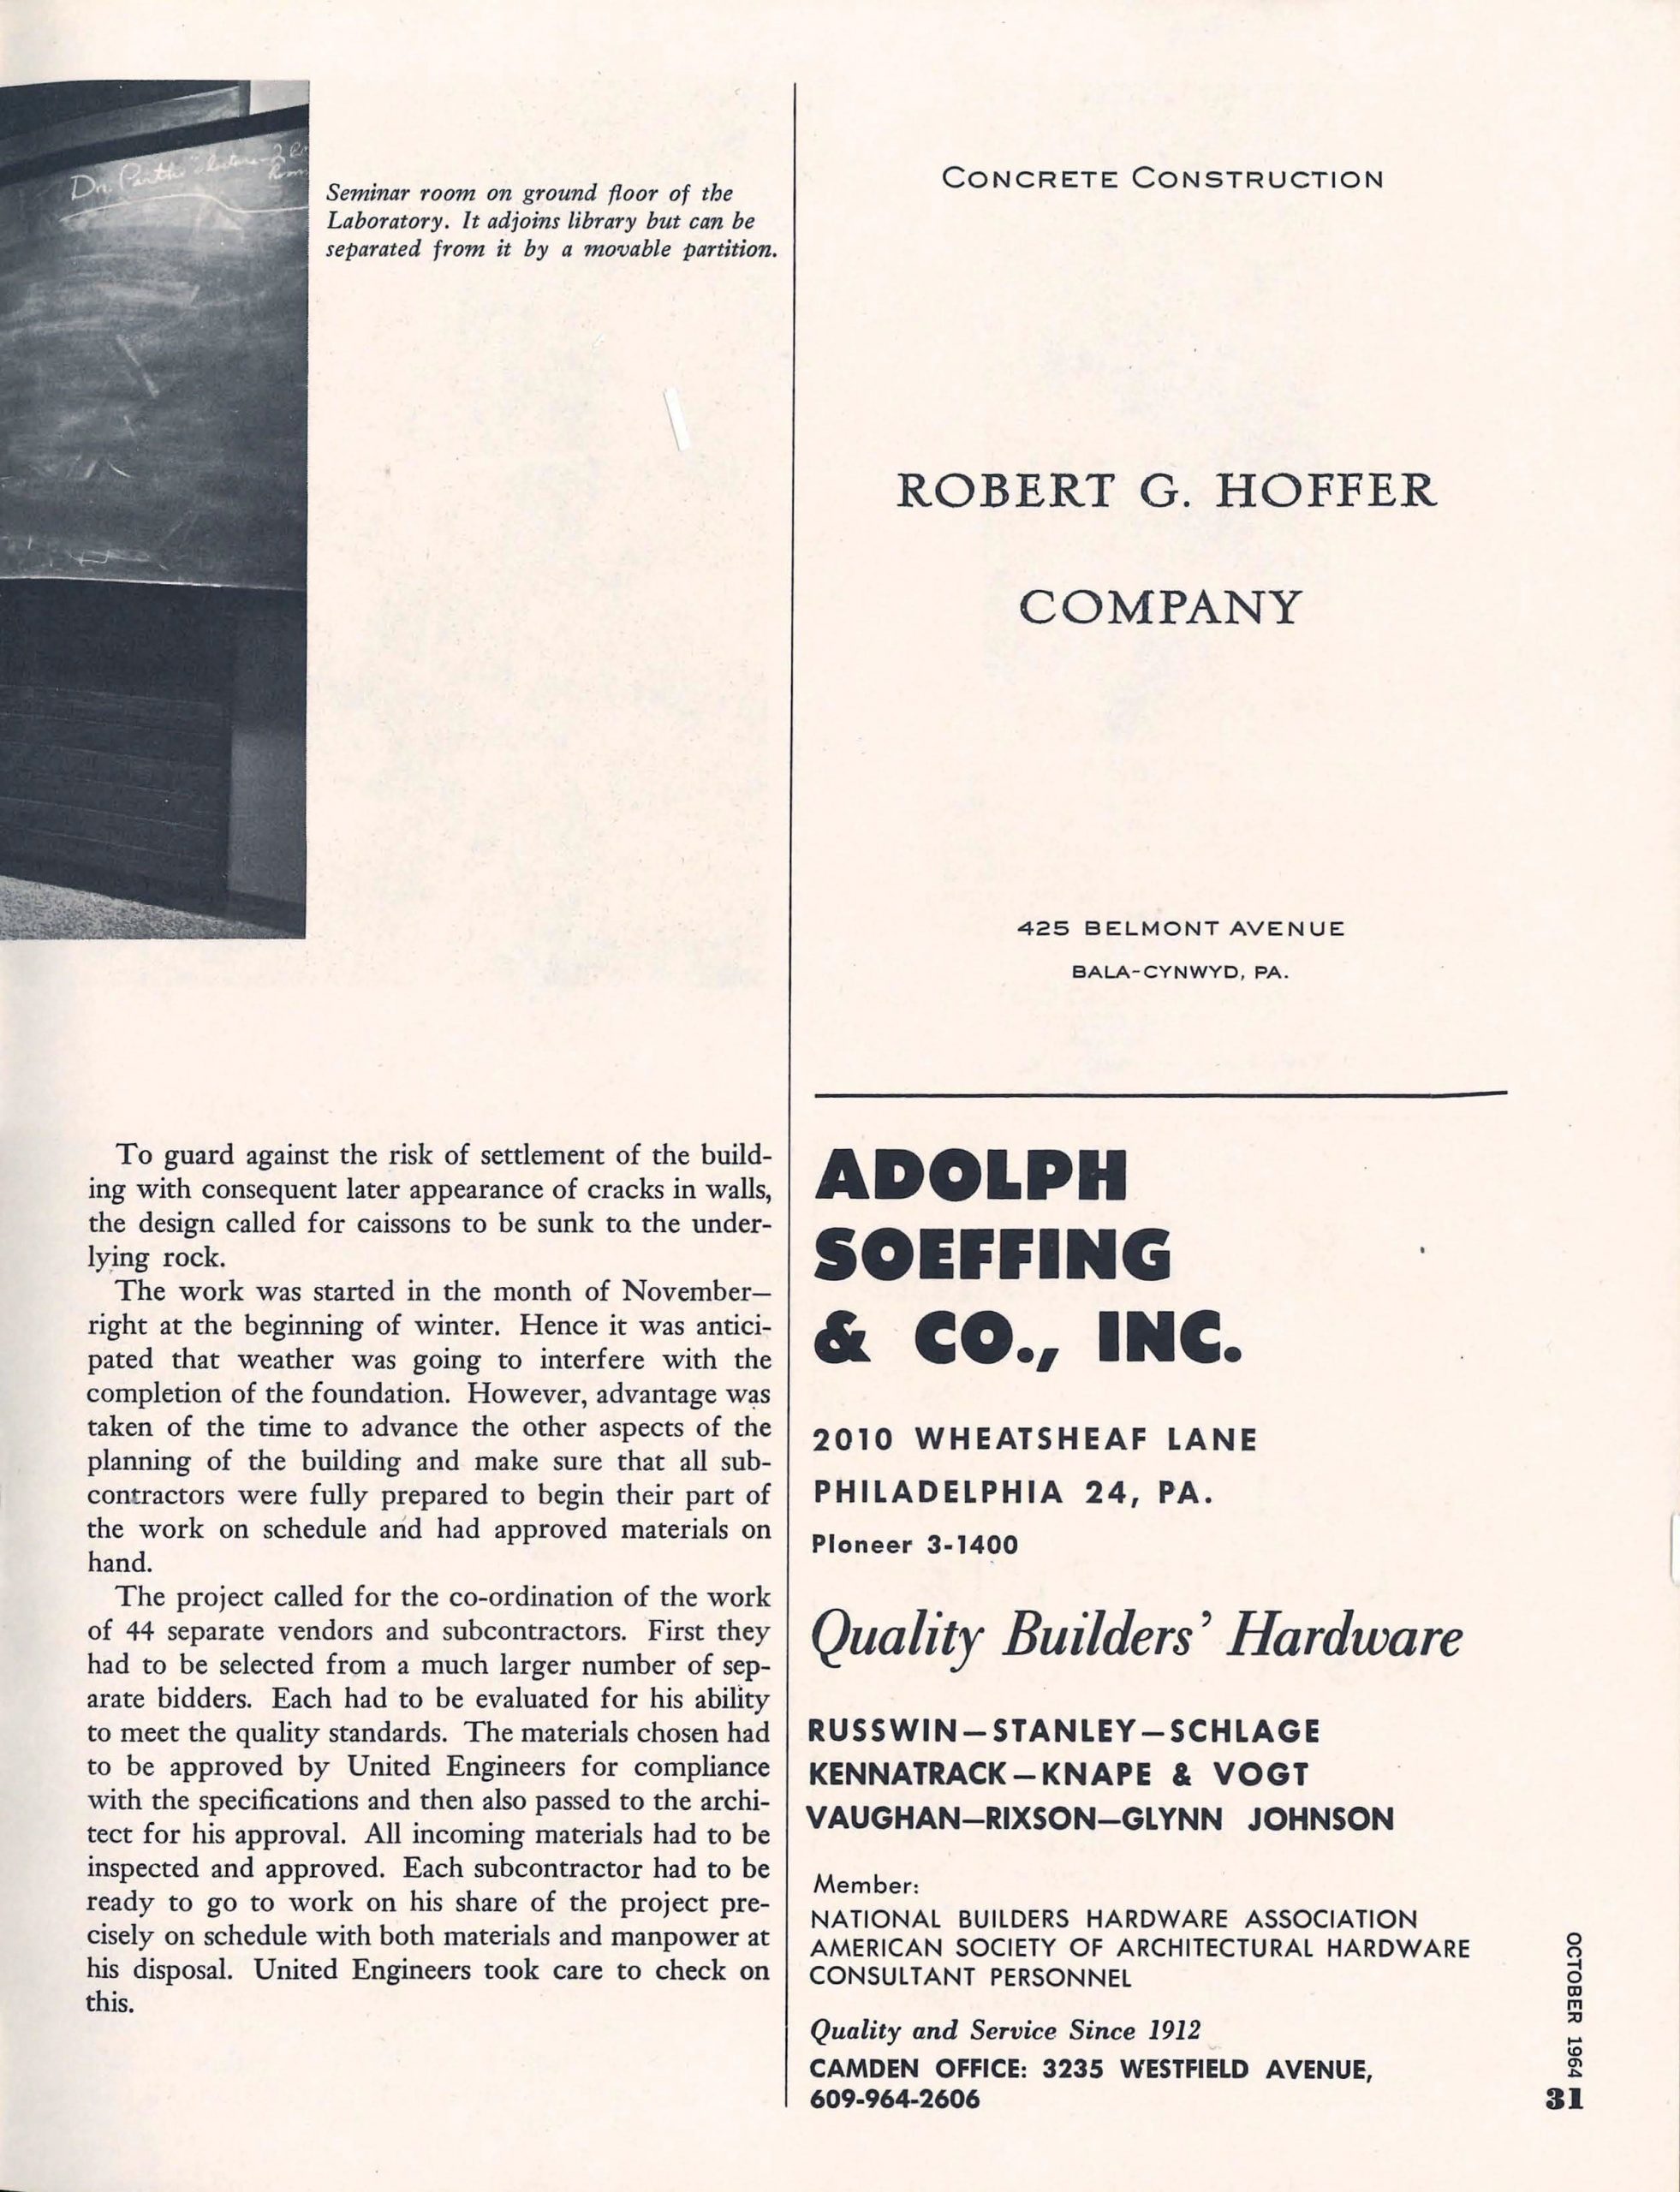 Dn. Parths lecture - 2
Seminar room on ground floor of the
Laboratory. It adjoins library but can be
separated from it by a movable partition.
To guard against the risk of settlement of the build-
ing with consequent later appearance of cracks in walls,
the design called for caissons to be sunk to the under-
lying rock.
The work was started in the month of November—
right at the beginning of winter. Hence it was antici-
pated that weather was going to interfere with the
completion of the foundation. However, advantage was
taken of the time to advance the other aspects of the
planning of the building and make sure that all sub-
contractors were fully prepared to begin their part of
the work on schedule and had approved materials on
hand.
The project called for the co-ordination of the work
of 44 separate vendors and subcontractors. First they
had to be selected from a much larger number of sep-
arate bidders. Each had to be evaluated for his ability
to meet the quality standards. The materials chosen had
to be approved by United Engineers for compliance
with the specifications and then also passed to the archi-
tect for his approval. All incoming materials had to be
inspected and approved. Each subcontractor had to be
ready to go to work on his share of the project pre-
cisely on schedule with both materials and manpower at
his disposal. United Engineers took care to check on
this.
CONCRETE CONSTRUCTION
ROBERT G. HOFFER
COMPANY
425 BELMONT AVENUE
BALA-CYNWYD, PA.
ADOLPH
SOEFFING
& CO., INC.
2010 WHEATSHEAF LANE
PHILADELPHIA 24, PA.
PIoneer 3-1400
Quality Builders' Hardware
RUSSWIN—STANLEY—SCHLAGE
KENNATRACK—KNAPE & VOGT
VAUGHAN—RIXSON—GLYNN JOHNSON
Member:
NATIONAL BUILDERS HARDWARE ASSOCIATION
AMERICAN SOCIETY OF ARCHITECTURAL HARDWARE
CONSULTANT PERSONNEL
Quality and Service Since 1912
CAMDEN OFFICE: 3235 WESTFIELD AVENUE,
609-964-2606
OCTOBER 1964
31